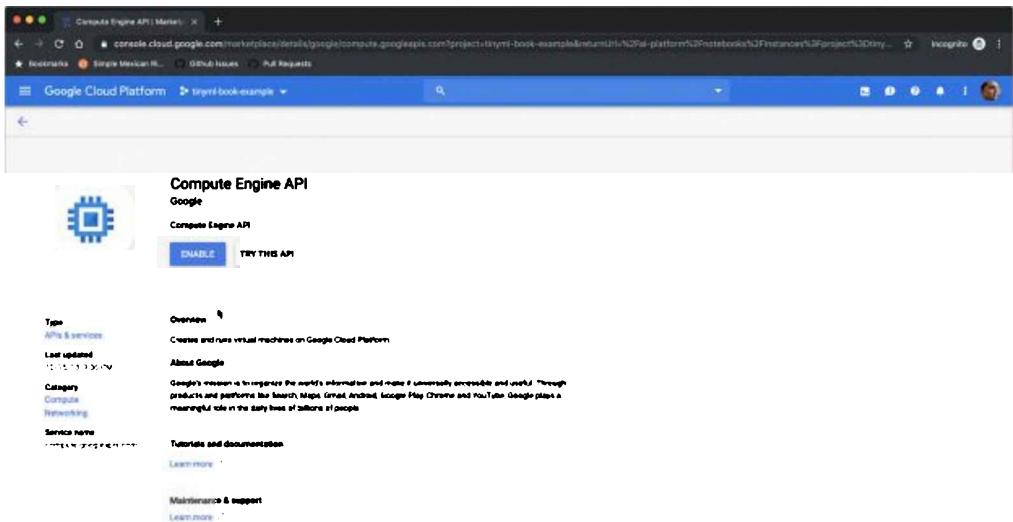 Compute Engine API | Market
console.cloud.google.com/marketplace/details/google/compute.googleapis.com?project=tinyml-book-example&returnUrl=%2Fai-platform%2Fnotebooks%2Finstances%3Fproject%3Dtiny... Incognito
Bookmarks Simple Mexican Ri... Github Issues Pull Requests
Google Cloud Platform tinyml-book-example
Compute Engine API
Google
Compute Engine API
ENABLE TRY THIS API
Type
APIs & services
Last updated
Category
Compute
Networking
Service name
Overview
Creates and runs virtual machines on Google Cloud Platform.
About Google
Google's mission is to organize the world's information and make it universally accessible and useful. Through
products and platforms like Search, Maps, Gmail, Android, Google Play, Chrome and YouTube, Google plays a
meaningful role in the daily lives of billions of people.
Tutorials and documentation
Learn more
Maintenance & support
Learn more